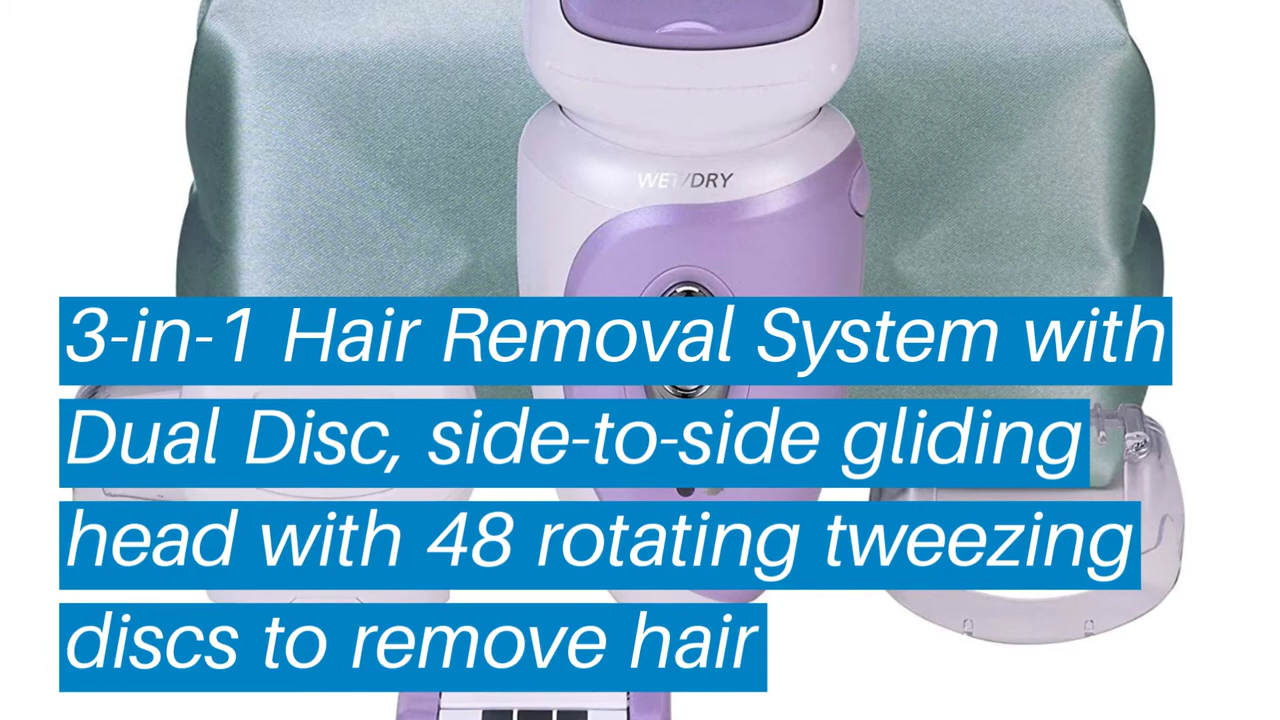 WET/DRY
3-in-1 Hair Removal System with
Dual Disc, side-to-side gliding
head with 48 rotating tweezing
discs to remove hair